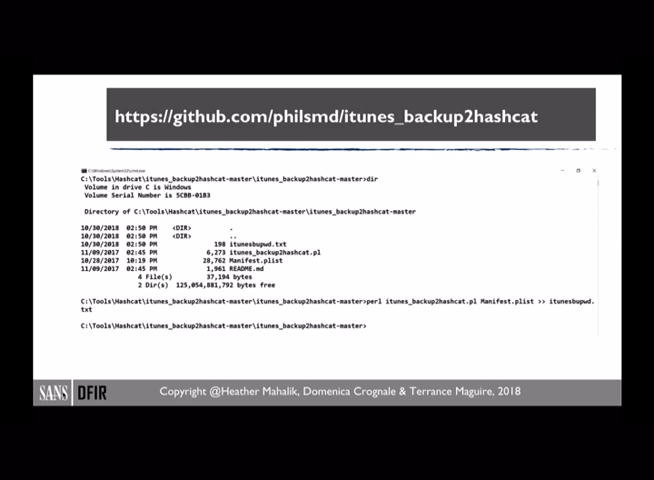 https://github.com/philsmd/itunes_backup2hashcat
C:\Windows\System32\cmd.exe
C:\Tools\Hashcat\itunes_backup2hashcat-master\itunes_backup2hashcat-master>dir
Volume in drive C is Windows
Volume Serial Number is 5CBB-01B3
Directory of C:\Tools\Hashcat\itunes_backup2hashcat-master\itunes_backup2hashcat-master
10/30/2018 02:50 PM <DIR> .
10/30/2018 02:50 PM <DIR> ..
10/30/2018 02:50 PM 198 itunesbupwd.txt
11/09/2017 02:45 PM 6,273 itunes_backup2hashcat.pl
10/28/2017 10:19 PM 28,762 Manifest.plist
11/09/2017 02:45 PM 1,961 README.md
4 File(s) 37,194 bytes
2 Dir(s) 125,054,881,792 bytes free
C:\Tools\Hashcat\itunes_backup2hashcat-master\itunes_backup2hashcat-master>perl itunes_backup2hashcat.pl Manifest.plist >> itunesbupwd.
txt
C:\Tools\Hashcat\itunes_backup2hashcat-master\itunes_backup2hashcat-master>
SANS DFIR
Copyright @Heather Mahalik, Domenica Crognale & Terrance Maguire, 2018